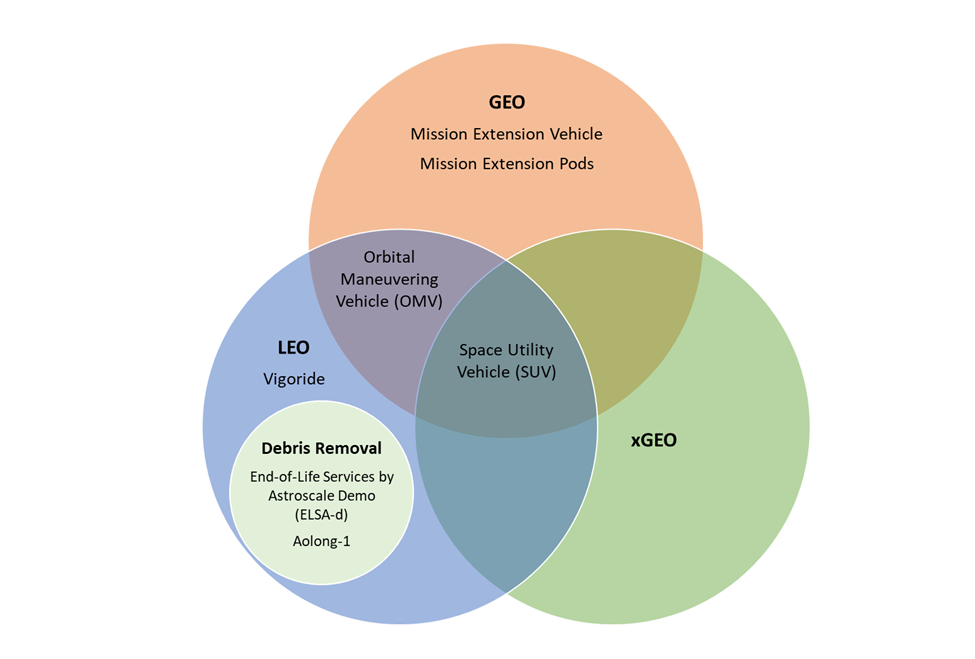 GEO
Mission Extension Vehicle
Mission Extension Pods
Orbital
Maneuvering
Vehicle (OMV)
Space Utility
Vehicle (SUV)
LEO
Vigoride
xGEO
Debris Removal
End-of-Life Services by
Astroscale Demo
(ELSA-d)
Aolong-1